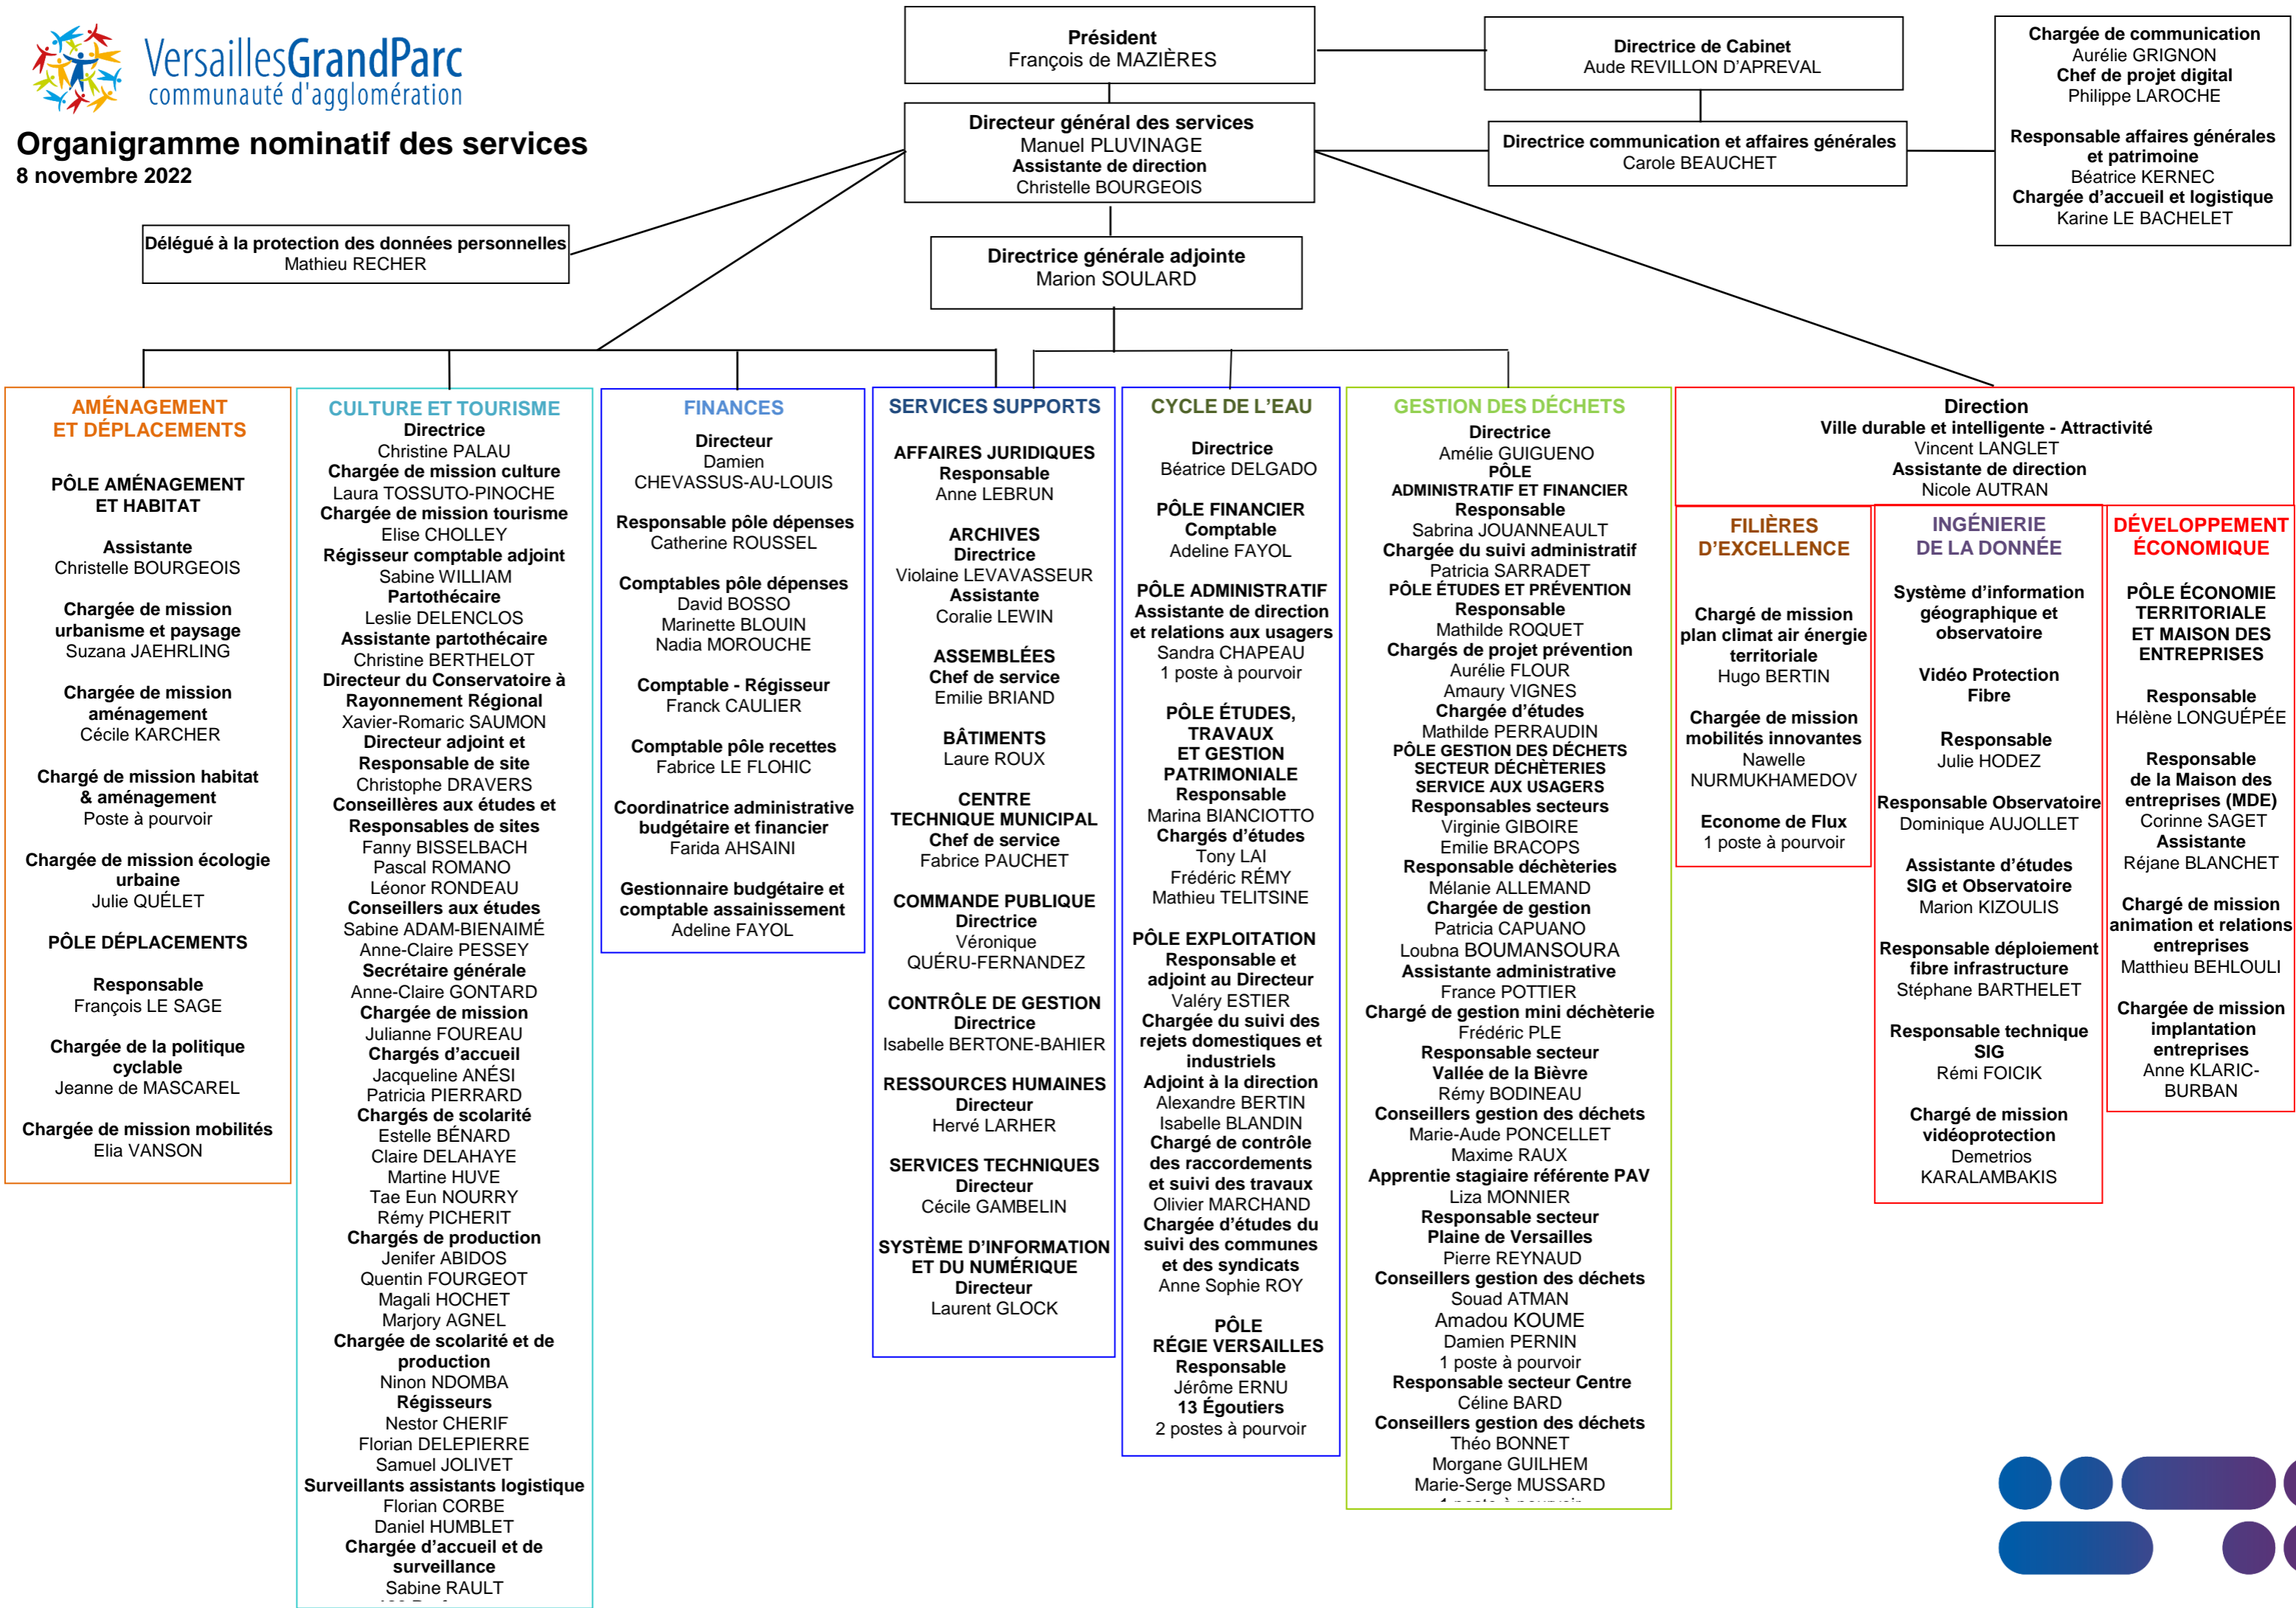 VersaillesGrandParc
communauté d'agglomération
Organigramme nominatif des services
8 novembre 2022
Président
François de MAZIÈRES
Directrice de Cabinet
Aude REVILLON D'APREVAL
Chargée de communication
Aurélie GRIGNON
Chef de projet digital
Philippe LAROCHE
Responsable affaires générales
et patrimoine
Béatrice KERNEC
Chargée d'accueil et logistique
Karine LE BACHELET
Directeur général des services
Manuel PLUVINAGE
Assistante de direction
Christelle BOURGEOIS
Directrice communication et affaires générales
Carole BEAUCHET
Délégué à la protection des données personnelles
Mathieu RECHER
Directrice générale adjointe
Marion SOULARD
AMÉNAGEMENT
ET DÉPLACEMENTS
PÔLE AMÉNAGEMENT
ET HABITAT
Assistante
Christelle BOURGEOIS
Chargée de mission
urbanisme et paysage
Suzana JAEHRLING
Chargée de mission
aménagement
Cécile KARCHER
Chargé de mission habitat
& aménagement
Poste à pourvoir
Chargée de mission écologie
urbaine
Julie QUÉLET
PÔLE DÉPLACEMENTS
Responsable
François LE SAGE
Chargée de la politique
cyclable
Jeanne de MASCAREL
Chargée de mission mobilités
Elia VANSON
CULTURE ET TOURISME
Directrice
Christine PALAU
Chargée de mission culture
Laura TOSSUTO-PINOCHE
Chargée de mission tourisme
Elise CHOLLEY
Régisseur comptable adjoint
Sabine WILLIAM
Partothécaire
Leslie DELENCLOS
Assistante partothécaire
Christine BERTHELOT
Directeur du Conservatoire à
Rayonnement Régional
Xavier-Romaric SAUMON
Directeur adjoint et
Responsable de site
Christophe DRAVERS
Conseillères aux études et
Responsables de sites
Fanny BISSELBACH
Pascal ROMANO
Léonor RONDEAU
Conseillers aux études
Sabine ADAM-BIENAIMÉ
Anne-Claire PESSEY
Secrétaire générale
Anne-Claire GONTARD
Chargée de mission
Julianne FOUREAU
Chargés d'accueil
Jacqueline ANÉSI
Patricia PIERRARD
Chargés de scolarité
Estelle BÉNARD
Claire DELAHAYE
Martine HUVE
Tae Eun NOURRY
Rémy PICHERIT
Chargés de production
Jenifer ABIDOS
Quentin FOURGEOT
Magali HOCHET
Marjory AGNEL
Chargée de scolarité et de
production
Ninon NDOMBA
Régisseurs
Nestor CHERIF
Florian DELEPIERRE
Samuel JOLIVET
Surveillants assistants logistique
Florian CORBE
Daniel HUMBLET
Chargée d'accueil et de
surveillance
Sabine RAULT
FINANCES
Directeur
Damien
CHEVASSUS-AU-LOUIS
Responsable pôle dépenses
Catherine ROUSSEL
Comptables pôle dépenses
David BOSSO
Marinette BLOUIN
Nadia MOROUCHE
Comptable - Régisseur
Franck CAULIER
Comptable pôle recettes
Fabrice LE FLOHIC
Coordinatrice administrative
budgétaire et financier
Farida AHSAINI
Gestionnaire budgétaire et
comptable assainissement
Adeline FAYOL
SERVICES SUPPORTS
AFFAIRES JURIDIQUES
Responsable
Anne LEBRUN
ARCHIVES
Directrice
Violaine LEVAVASSEUR
Assistante
Coralie LEWIN
ASSEMBLÉES
Chef de service
Emilie BRIAND
BÂTIMENTS
Laure ROUX
CENTRE
TECHNIQUE MUNICIPAL
Chef de service
Fabrice PAUCHET
COMMANDE PUBLIQUE
Directrice
Véronique
QUÉRU-FERNANDEZ
CONTRÔLE DE GESTION
Directrice
Isabelle BERTONE-BAHIER
RESSOURCES HUMAINES
Directeur
Hervé LARHER
SERVICES TECHNIQUES
Directeur
Cécile GAMBELIN
SYSTÈME D'INFORMATION
ET DU NUMÉRIQUE
Directeur
Laurent GLOCK
CYCLE DE L'EAU
Directrice
Béatrice DELGADO
PÔLE FINANCIER
Comptable
Adeline FAYOL
PÔLE ADMINISTRATIF
Assistante de direction
et relations aux usagers
Sandra CHAPEAU
1 poste à pourvoir
PÔLE ÉTUDES,
TRAVAUX
ET GESTION
PATRIMONIALE
Responsable
Marina BIANCIOTTO
Chargés d'études
Tony LAI
Frédéric RÉMY
Mathieu TELITSINE
PÔLE EXPLOITATION
Responsable et
adjoint au Directeur
Valéry ESTIER
Chargée du suivi des
rejets domestiques et
industriels
Adjoint à la direction
Alexandre BERTIN
Isabelle BLANDIN
Chargé de contrôle
des raccordements
et suivi des travaux
Olivier MARCHAND
Chargée d'études du
suivi des communes
et des syndicats
Anne Sophie ROY
PÔLE
RÉGIE VERSAILLES
Responsable
Jérôme ERNU
13 Égoutiers
2 postes à pourvoir
GESTION DES DÉCHETS
Directrice
Amélie GUIGUENO
PÔLE
ADMINISTRATIF ET FINANCIER
Responsable
Sabrina JOUANNEAULT
Chargée du suivi administratif
Patricia SARRADET
PÔLE ÉTUDES ET PRÉVENTION
Responsable
Mathilde ROQUET
Chargés de projet prévention
Aurélie FLOUR
Amaury VIGNES
Chargée d'études
Mathilde PERRAUDIN
PÔLE GESTION DES DÉCHETS
SECTEUR DÉCHÈTERIES
SERVICE AUX USAGERS
Responsables secteurs
Virginie GIBOIRE
Emilie BRACOPS
Responsable déchèteries
Mélanie ALLEMAND
Chargée de gestion
Patricia CAPUANO
Loubna BOUMANSOURA
Assistante administrative
France POTTIER
Chargé de gestion mini déchèterie
Frédéric PLE
Responsable secteur
Vallée de la Bièvre
Rémy BODINEAU
Conseillers gestion des déchets
Marie-Aude PONCELLET
Maxime RAUX
Apprentie stagiaire référente PAV
Liza MONNIER
Responsable secteur
Plaine de Versailles
Pierre REYNAUD
Conseillers gestion des déchets
Souad ATMAN
Amadou KOUME
Damien PERNIN
1 poste à pourvoir
Responsable secteur Centre
Céline BARD
Conseillers gestion des déchets
Théo BONNET
Morgane GUILHEM
Marie-Serge MUSSARD
1 poste à pourvoir
Direction
Ville durable et intelligente - Attractivité
Vincent LANGLET
Assistante de direction
Nicole AUTRAN
FILIÈRES
D'EXCELLENCE
Chargé de mission
plan climat air énergie
territoriale
Hugo BERTIN
Chargée de mission
mobilités innovantes
Nawelle
NURMUKHAMEDOV
Econome de Flux
1 poste à pourvoir
INGÉNIERIE
DE LA DONNÉE
Système d'information
géographique et
observatoire
Vidéo Protection
Fibre
Responsable
Julie HODEZ
Responsable Observatoire
Dominique AUJOLLET
Assistante d'études
SIG et Observatoire
Marion KIZOULIS
Responsable déploiement
fibre infrastructure
Stéphane BARTHELET
Responsable technique
SIG
Rémi FOICIK
Chargé de mission
vidéoprotection
Demetrios
KARALAMBAKIS
DÉVELOPPEMENT
ÉCONOMIQUE
PÔLE ÉCONOMIE
TERRITORIALE
ET MAISON DES
ENTREPRISES
Responsable
Hélène LONGUÉPÉE
Responsable
de la Maison des
entreprises (MDE)
Corinne SAGET
Assistante
Réjane BLANCHET
Chargé de mission
animation et relations
entreprises
Matthieu BEHLOULI
Chargée de mission
implantation
entreprises
Anne KLARIC-
BURBAN